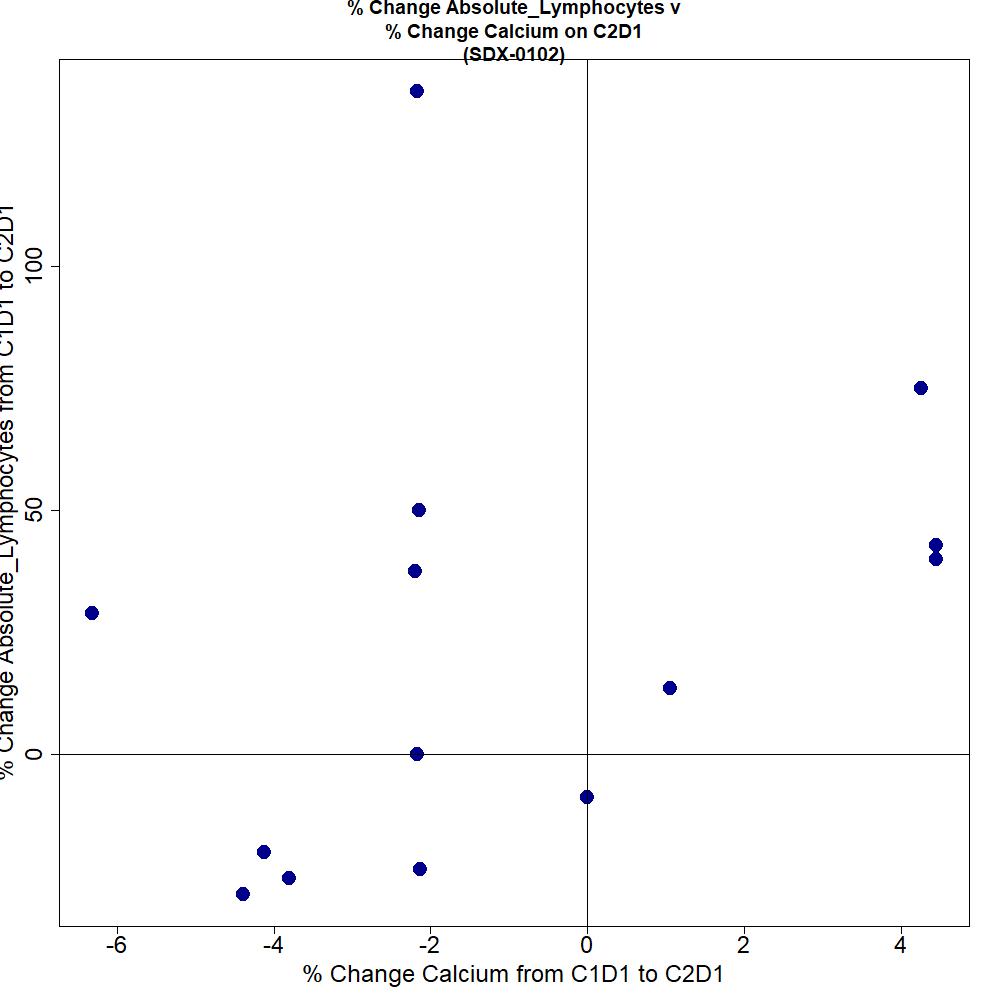 % Change Absolute_Lymphocytes v
% Change Calcium on C2D1
(SDX-0102)
% Change Absolute_Lymphocytes from C1D1 to C2D1
100
50
0
-6 -4 -2 0 2 4
% Change Calcium from C1D1 to C2D1